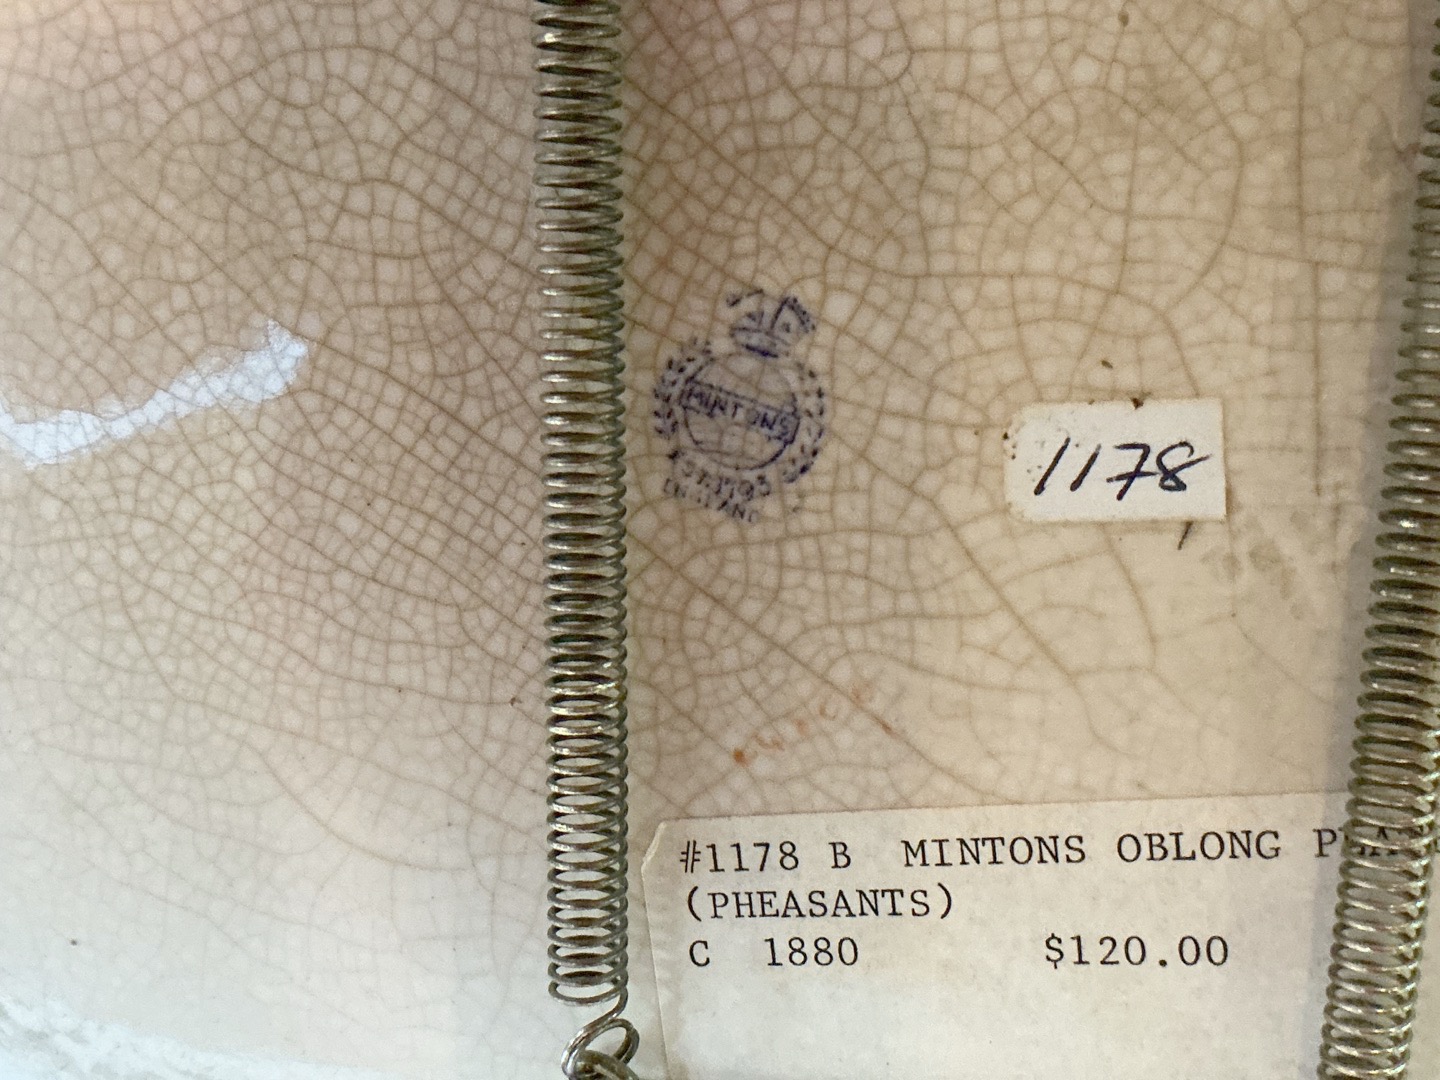 MINTONS
ENGLAND
1178
#1178 B MINTONS OBLONG
(PHEASANTS)
C 1880 $120.00